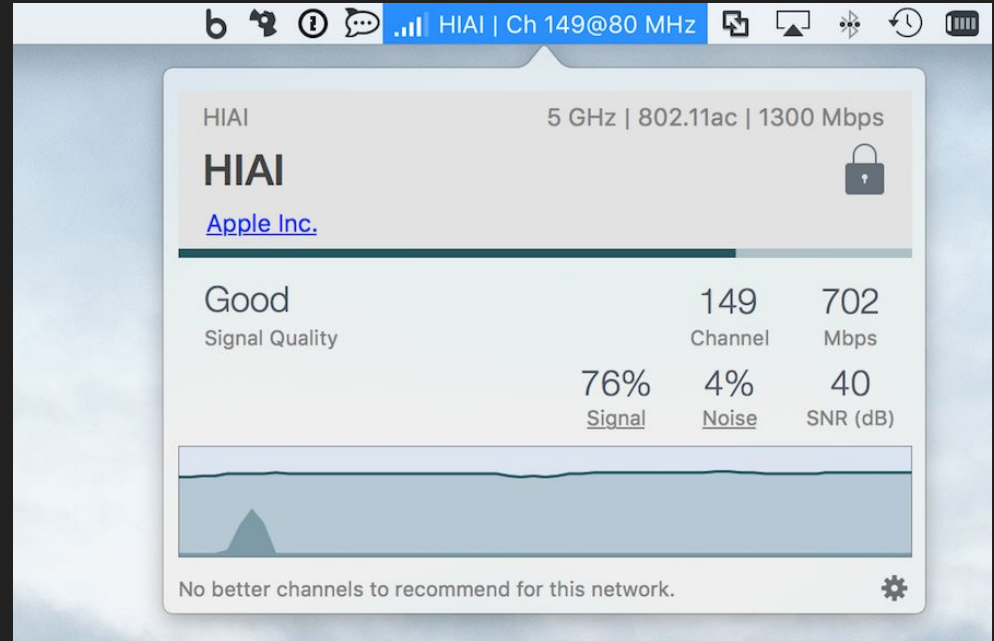 HIAI | Ch 149@80 MHz
HIAI 5 GHz | 802.11ac | 1300 Mbps
HIAI
Apple Inc.
Good 149 702
Signal Quality Channel Mbps
76% 4% 40
Signal Noise SNR (dB)
No better channels to recommend for this network.